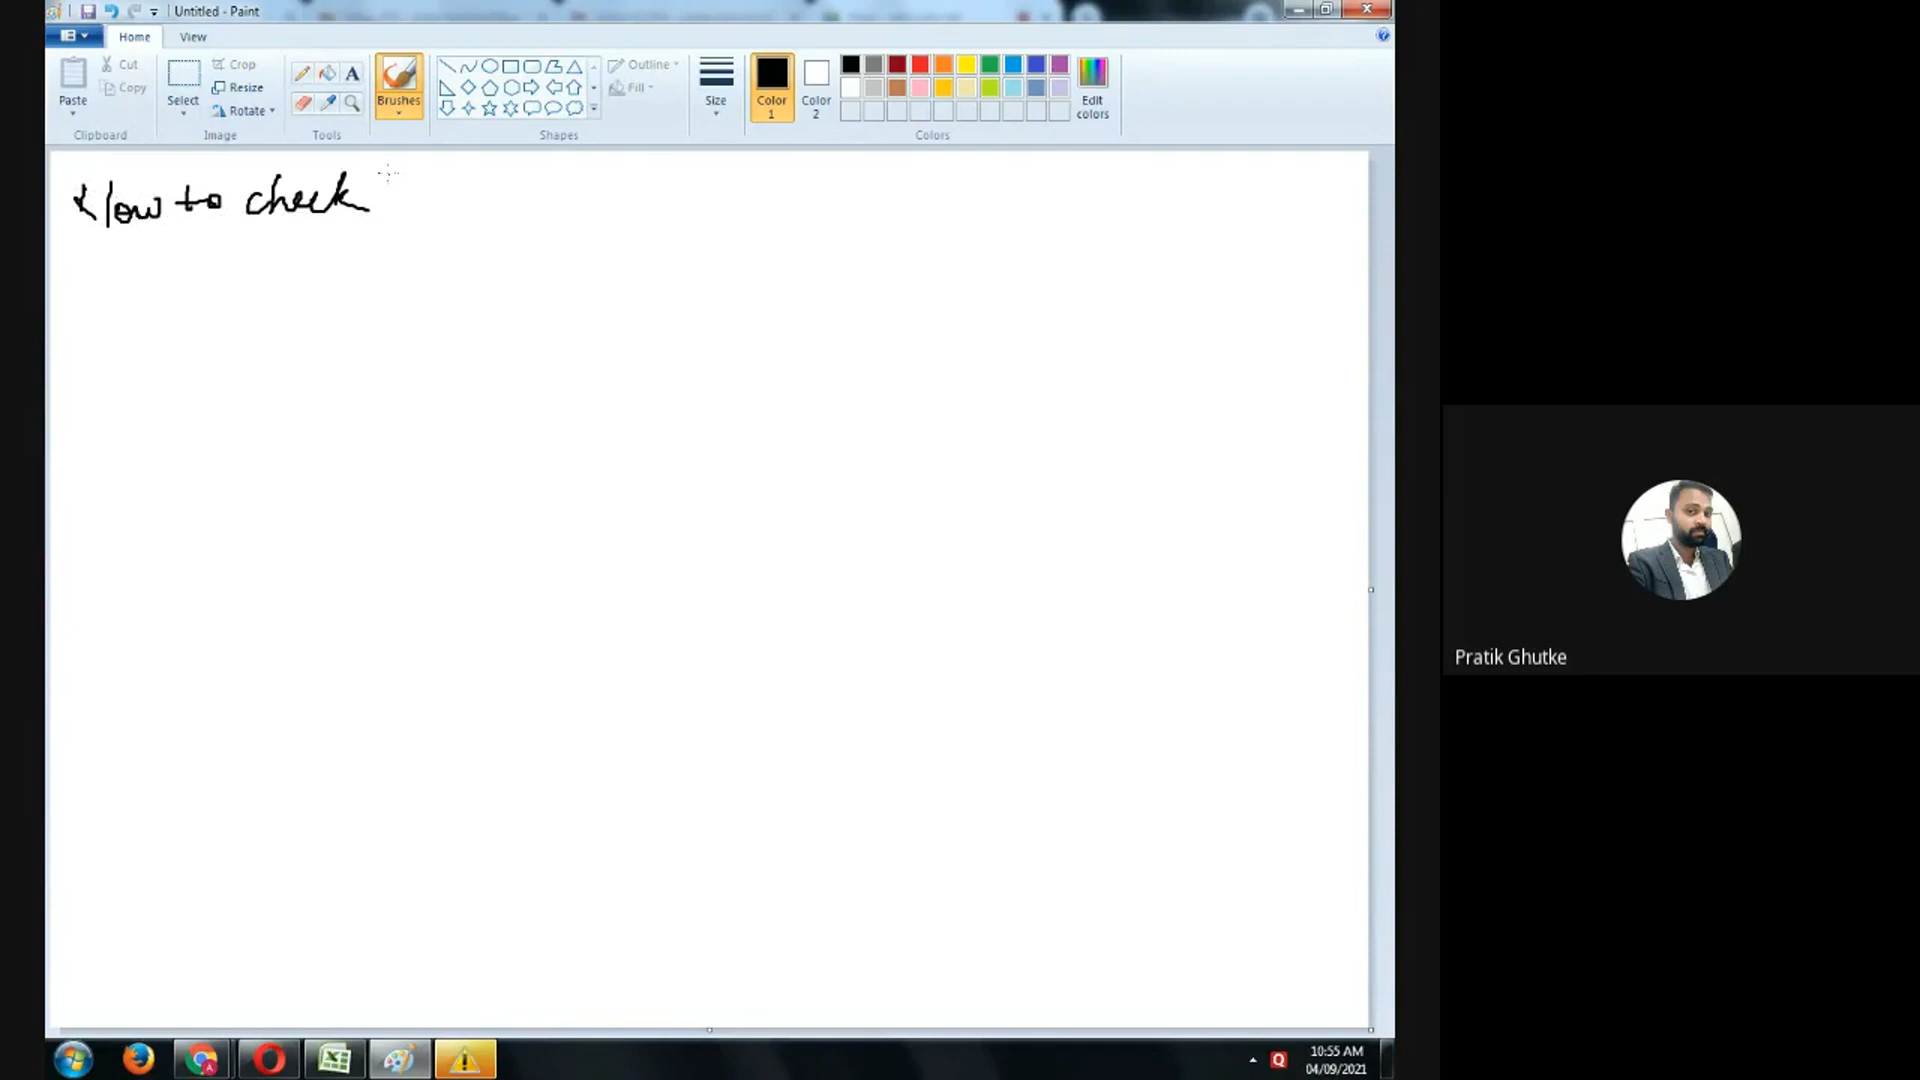 Untitled - Paint
Home View
Paste
Cut
Copy
Clipboard
Select
Crop
Resize
Rotate
Image
A
Tools
Brushes
Outline
Fill
Shapes
Size
Color 1
Color 2
Edit colors
Colors
How to check
Pratik Ghutke
10:55 AM
04/09/2021